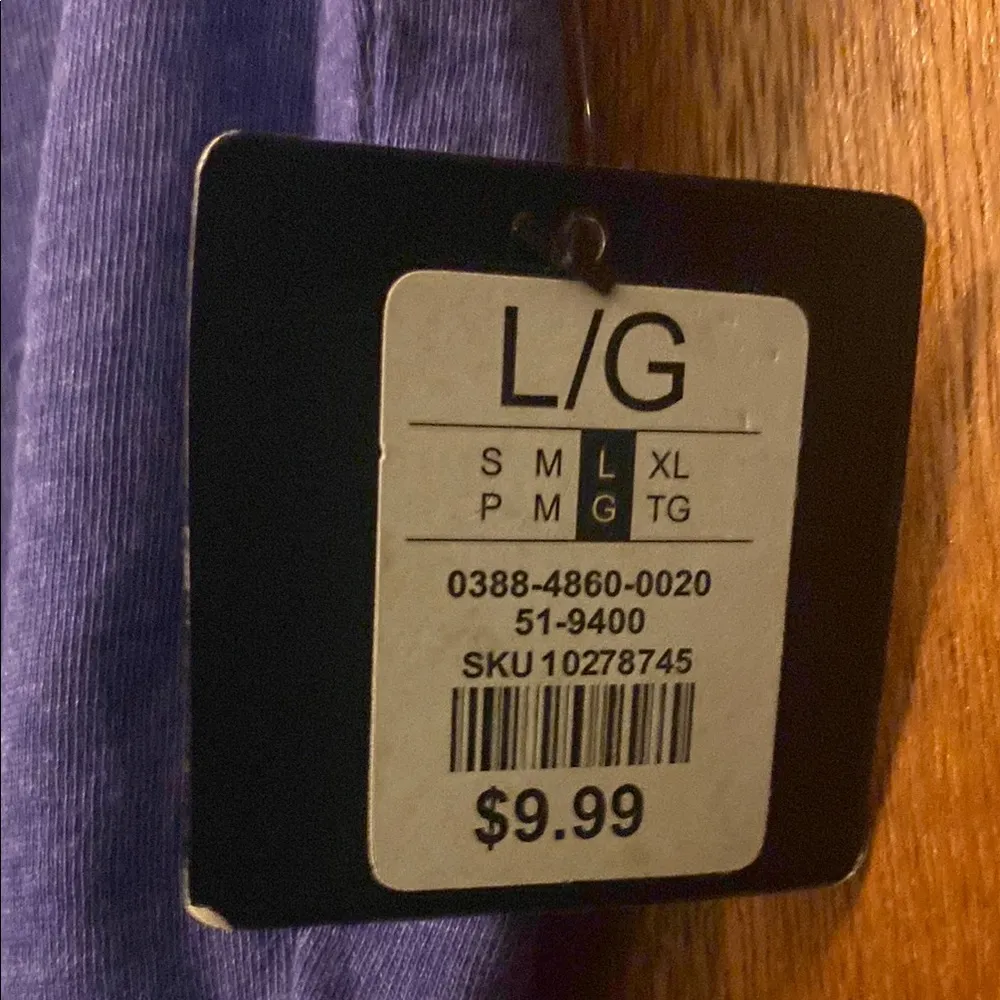 L/G
S M L XL
P M G TG
0388-4860-0020
51-9400
SKU 10278745
$9.99